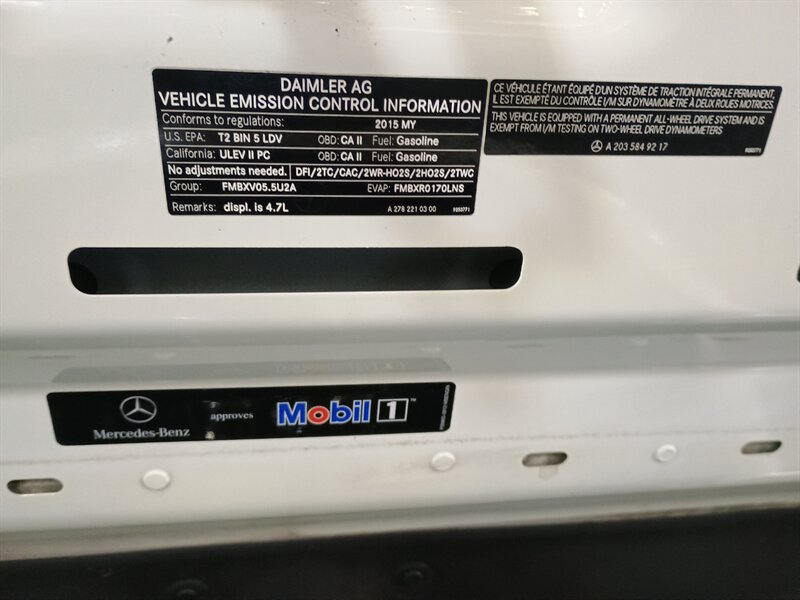 DAIMLER AG
VEHICLE EMISSION CONTROL INFORMATION
Conforms to regulations: 2015 MY
U.S. EPA: T2 BIN 5 LDV OBD: CA II Fuel: Gasoline
California: ULEV II PC OBD: CA II Fuel: Gasoline
No adjustments needed. DFI/2TC/CAC/2WR-HO2S/2HO2S/2TWC
Group: FMBXV05.5U2A EVAP: FMBXR0170LNS
Remarks: displ. is 4.7L A 278 221 03 00
CE VÉHICULE ÉTANT ÉQUIPÉ D'UN SYSTÈME DE TRACTION INTÉGRALE PERMANENT,
IL EST EXEMPTÉ DU CONTRÔLE I/M SUR DYNAMOMÈTRE À DEUX ROUES MOTRICES.
THIS VEHICLE IS EQUIPPED WITH A PERMANENT ALL-WHEEL DRIVE SYSTEM AND IS
EXEMPT FROM I/M TESTING ON TWO-WHEEL DRIVE DYNAMOMETERS
A 203 584 92 17
Mercedes-Benz approves Mobil 1™